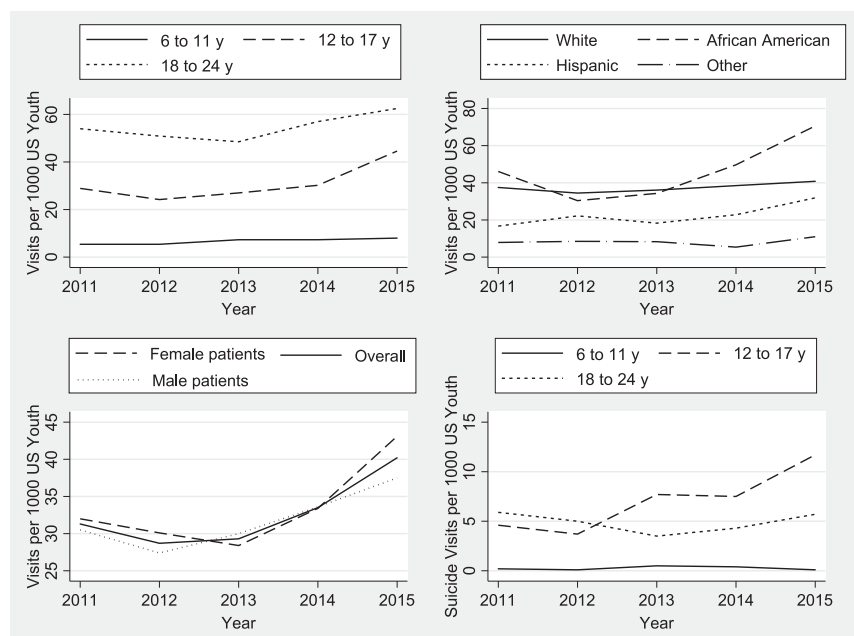 6 to 11 y 12 to 17 y
18 to 24 y
Visits per 1000 US Youth
60
40
20
0
2011 2012 2013 2014 2015
Year
White African American
Hispanic Other
Visits per 1000 US Youth
80
60
40
20
0
2011 2012 2013 2014 2015
Year
Female patients Overall
Male patients
Visits per 1000 US Youth
45
40
35
30
25
2011 2012 2013 2014 2015
Year
6 to 11 y 12 to 17 y
18 to 24 y
Suicide Visits per 1000 US Youth
15
10
5
0
2011 2012 2013 2014 2015
Year